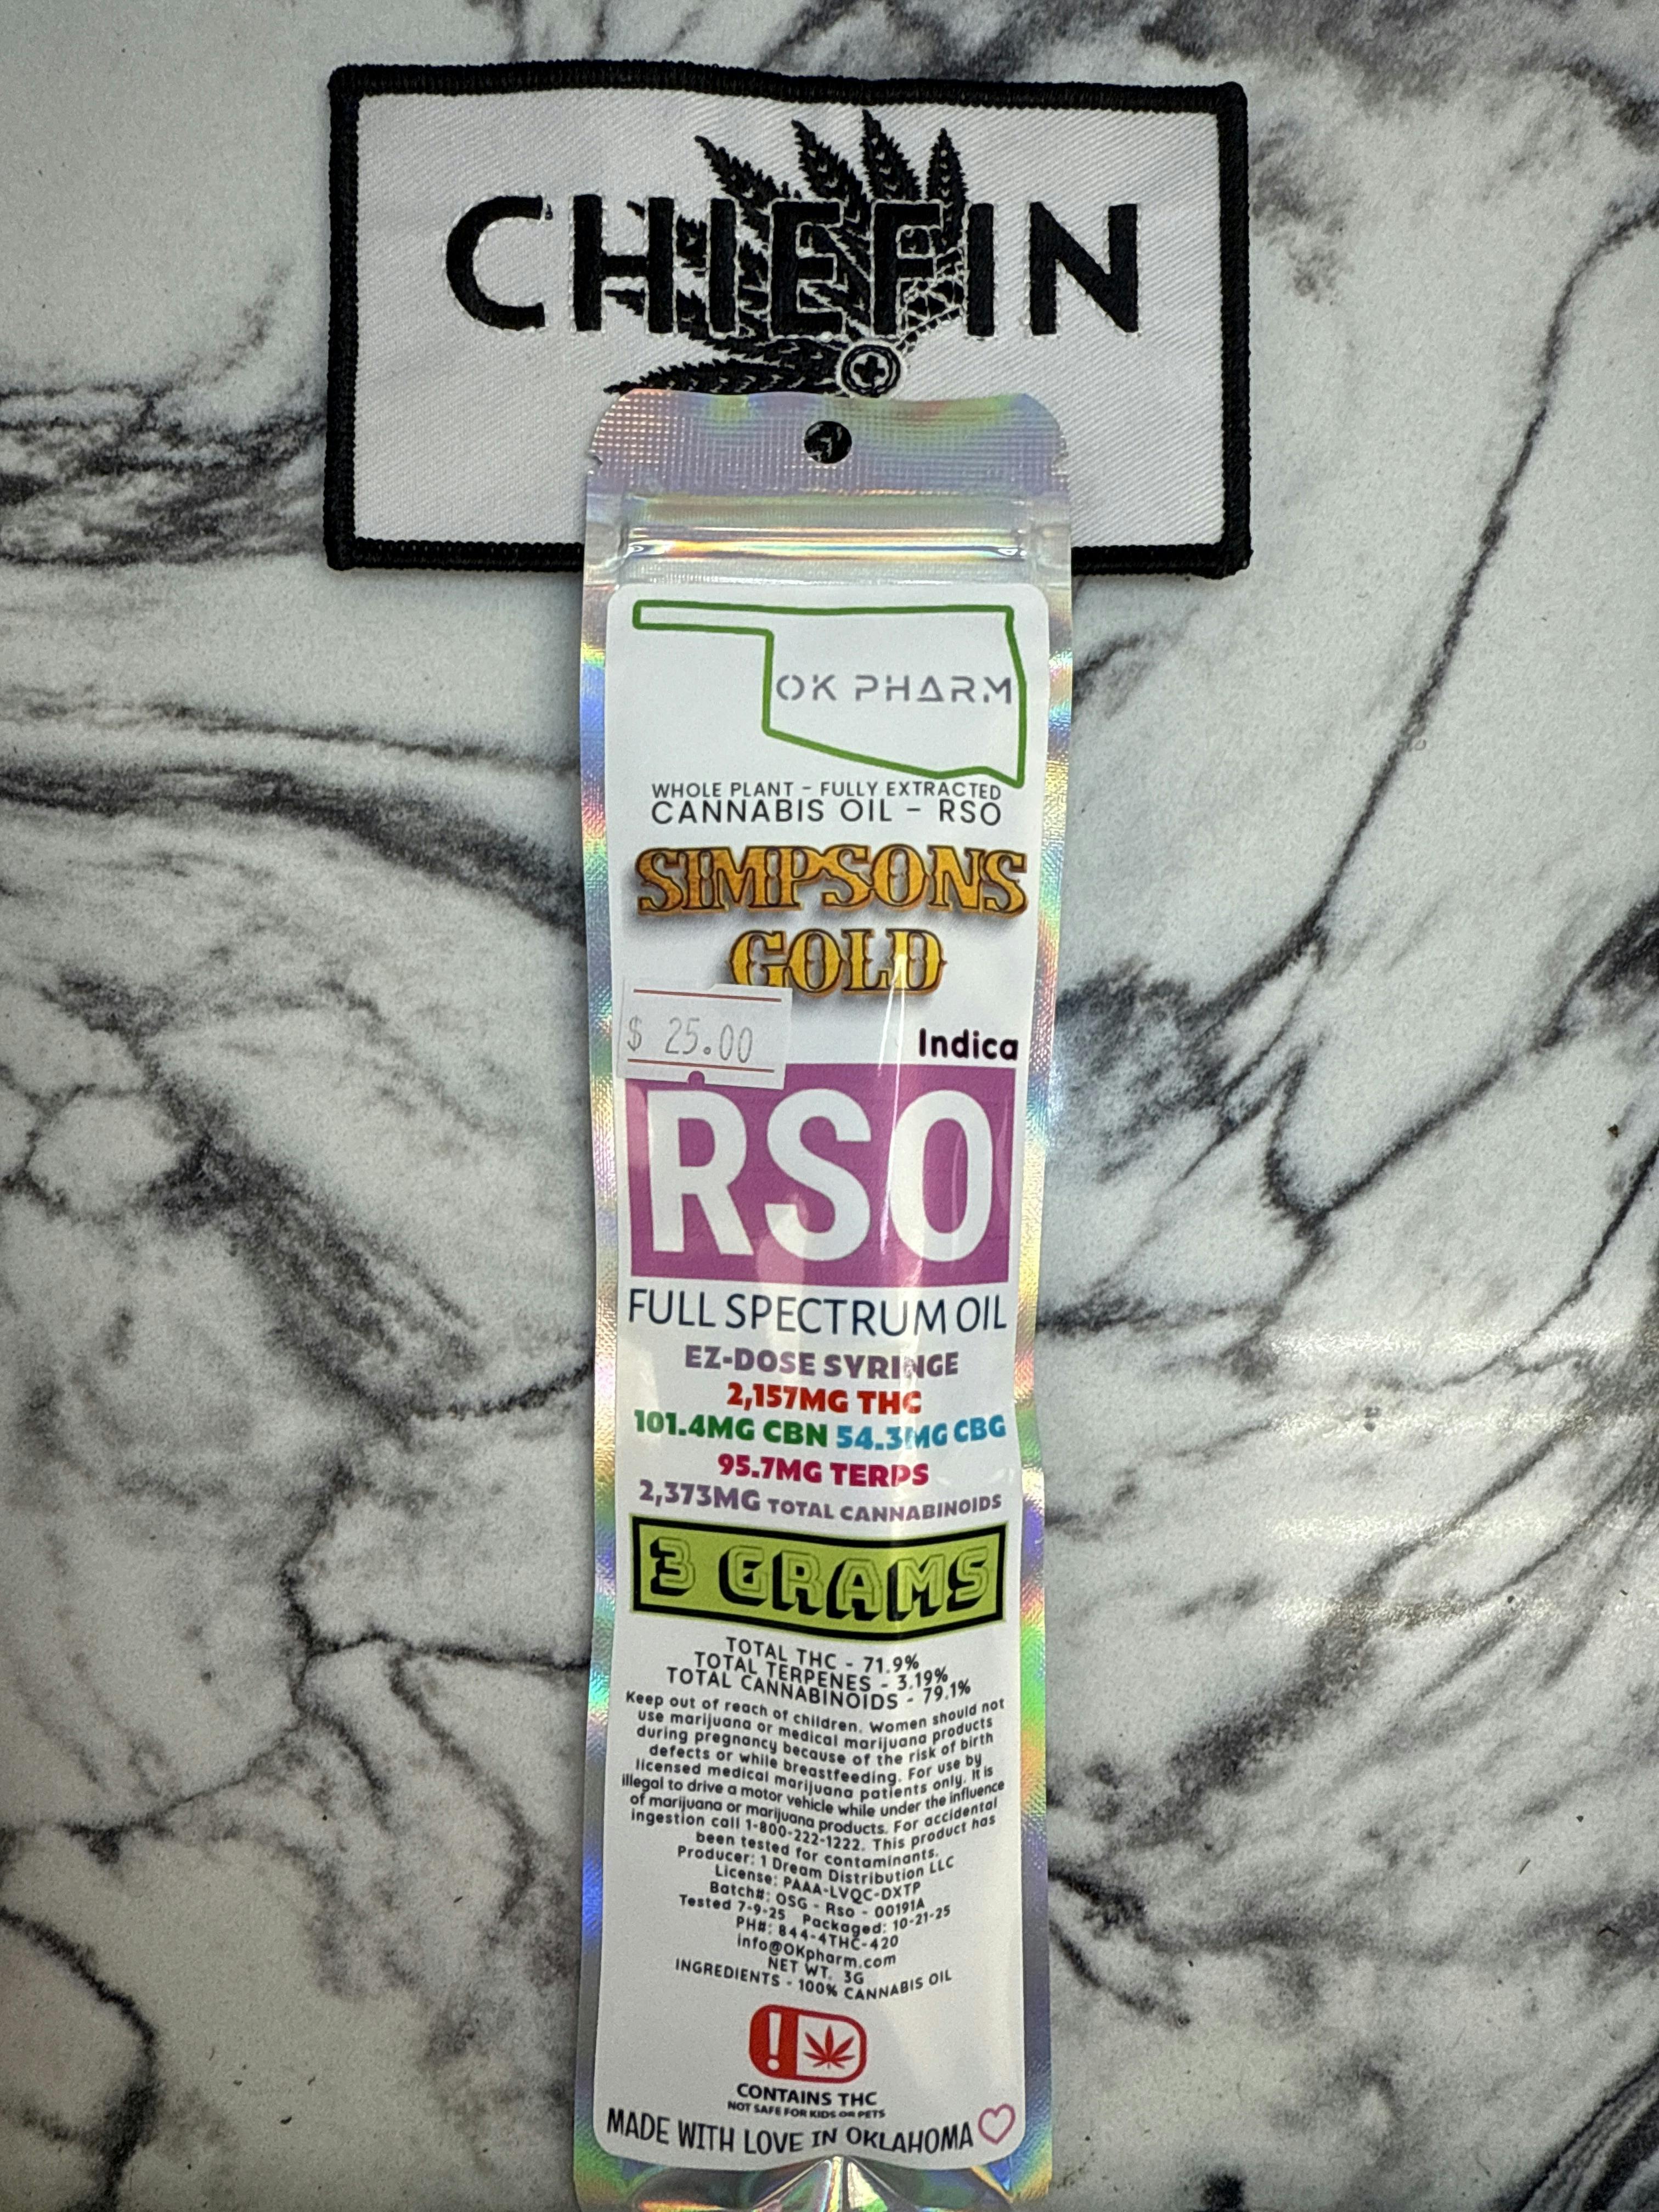 CHIEFIN
OK PHARM
WHOLE PLANT - FULLY EXTRACTED
CANNABIS OIL - RSO
SIMPSONS
GOLD
$ 25.00
Indica
RSO
FULL SPECTRUM OIL
EZ-DOSE SYRINGE
2,157MG THC
101.4MG CBN 54.3MG CBG
95.7MG TERPS
2,373MG TOTAL CANNABINOIDS
3 GRAMS
TOTAL THC - 71.9%
TOTAL TERPENES - 3.19%
TOTAL CANNABINOIDS - 79.1%
Keep out of reach of children. Women should not
use marijuana or medical marijuana products
during pregnancy because of the risk of birth
defects or while breastfeeding. For use by
licensed medical marijuana patients only. It is
illegal to drive a motor vehicle while under the influence
of marijuana or marijuana products. For accidental
ingestion call 1-800-222-1222. This product has
been tested for contaminants.
Producer: 1 Dream Distribution LLC
License: PAAA-LVQC-DXTP
Batch#: OSG - Rso - 00191A
Tested 7-9-25 Packaged: 10-21-25
PH#: 844-4THC-420
info@OKpharm.com
NET WT. 3G
INGREDIENTS - 100% CANNABIS OIL
!
CONTAINS THC
NOT SAFE FOR KIDS OR PETS
MADE WITH LOVE IN OKLAHOMA